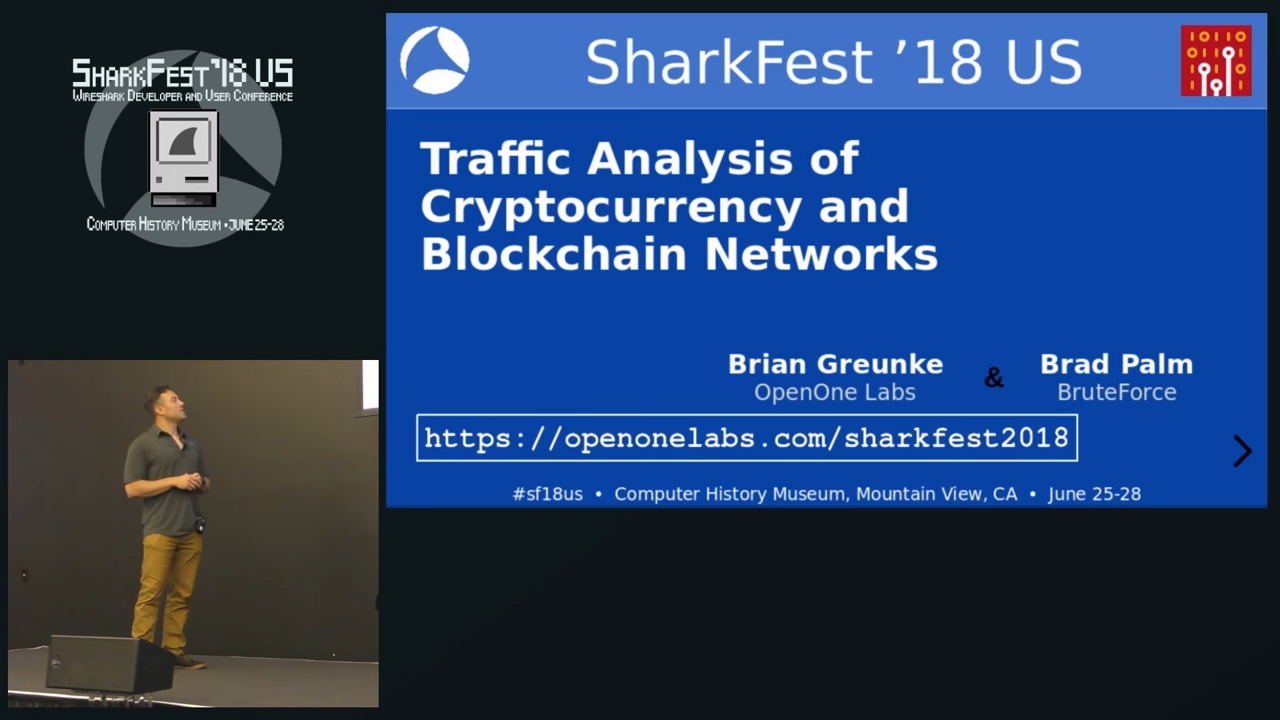 SHARKFEST '18 US
WIRESHARK DEVELOPER AND USER CONFERENCE
COMPUTER HISTORY MUSEUM • JUNE 25-28
SharkFest ’18 US
10110
Traffic Analysis of
Cryptocurrency and
Blockchain Networks
Brian Greunke & Brad Palm
OpenOne Labs BruteForce
https://openonelabs.com/sharkfest2018
#sf18us • Computer History Museum, Mountain View, CA • June 25-28